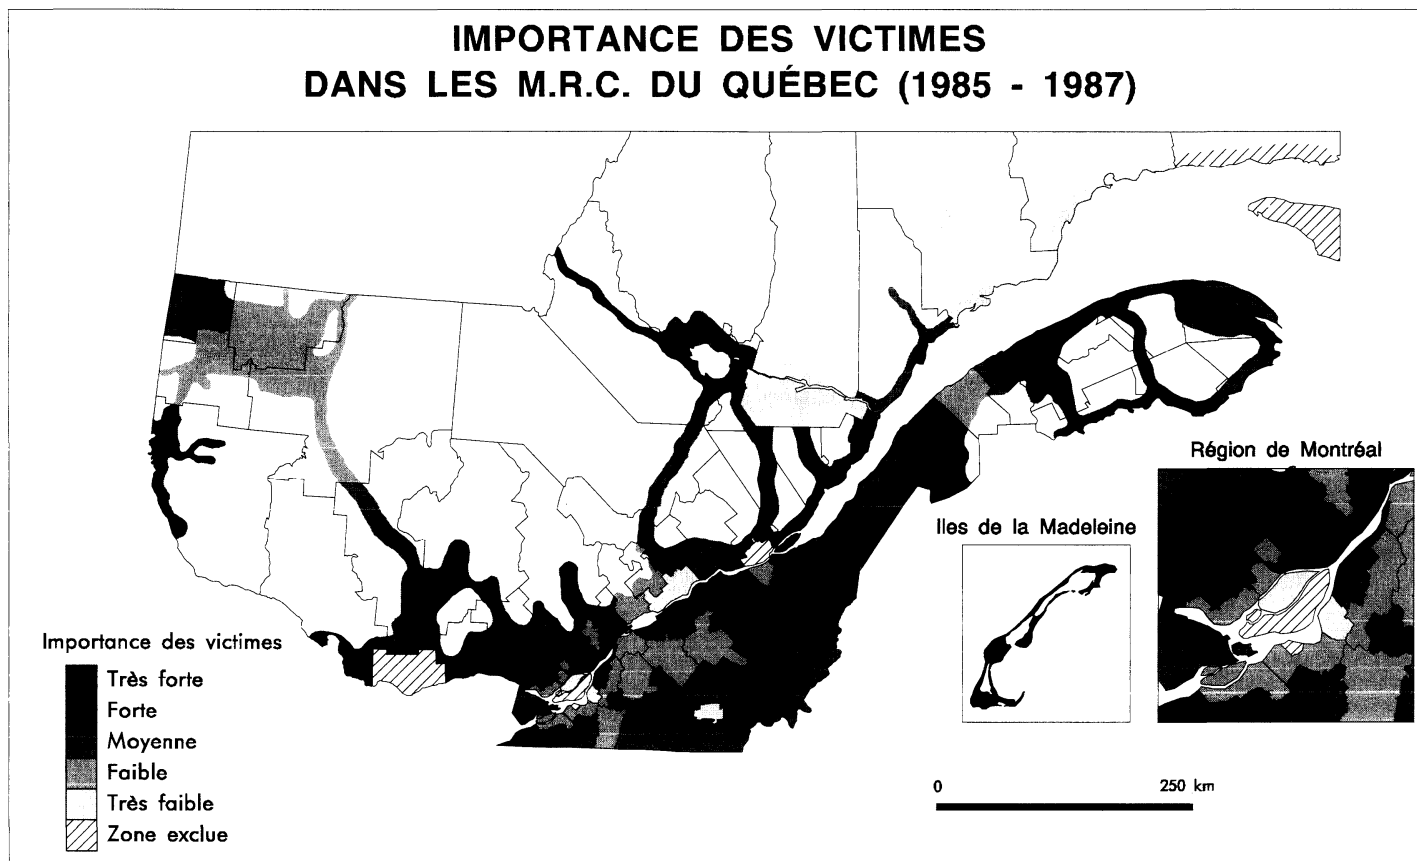 IMPORTANCE DES VICTIMES
DANS LES M.R.C. DU QUÉBEC (1985 - 1987)
Région de Montréal
Iles de la Madeleine
Importance des victimes
Très forte
Forte
Moyenne
Faible
Très faible
Zone exclue
0 250 km